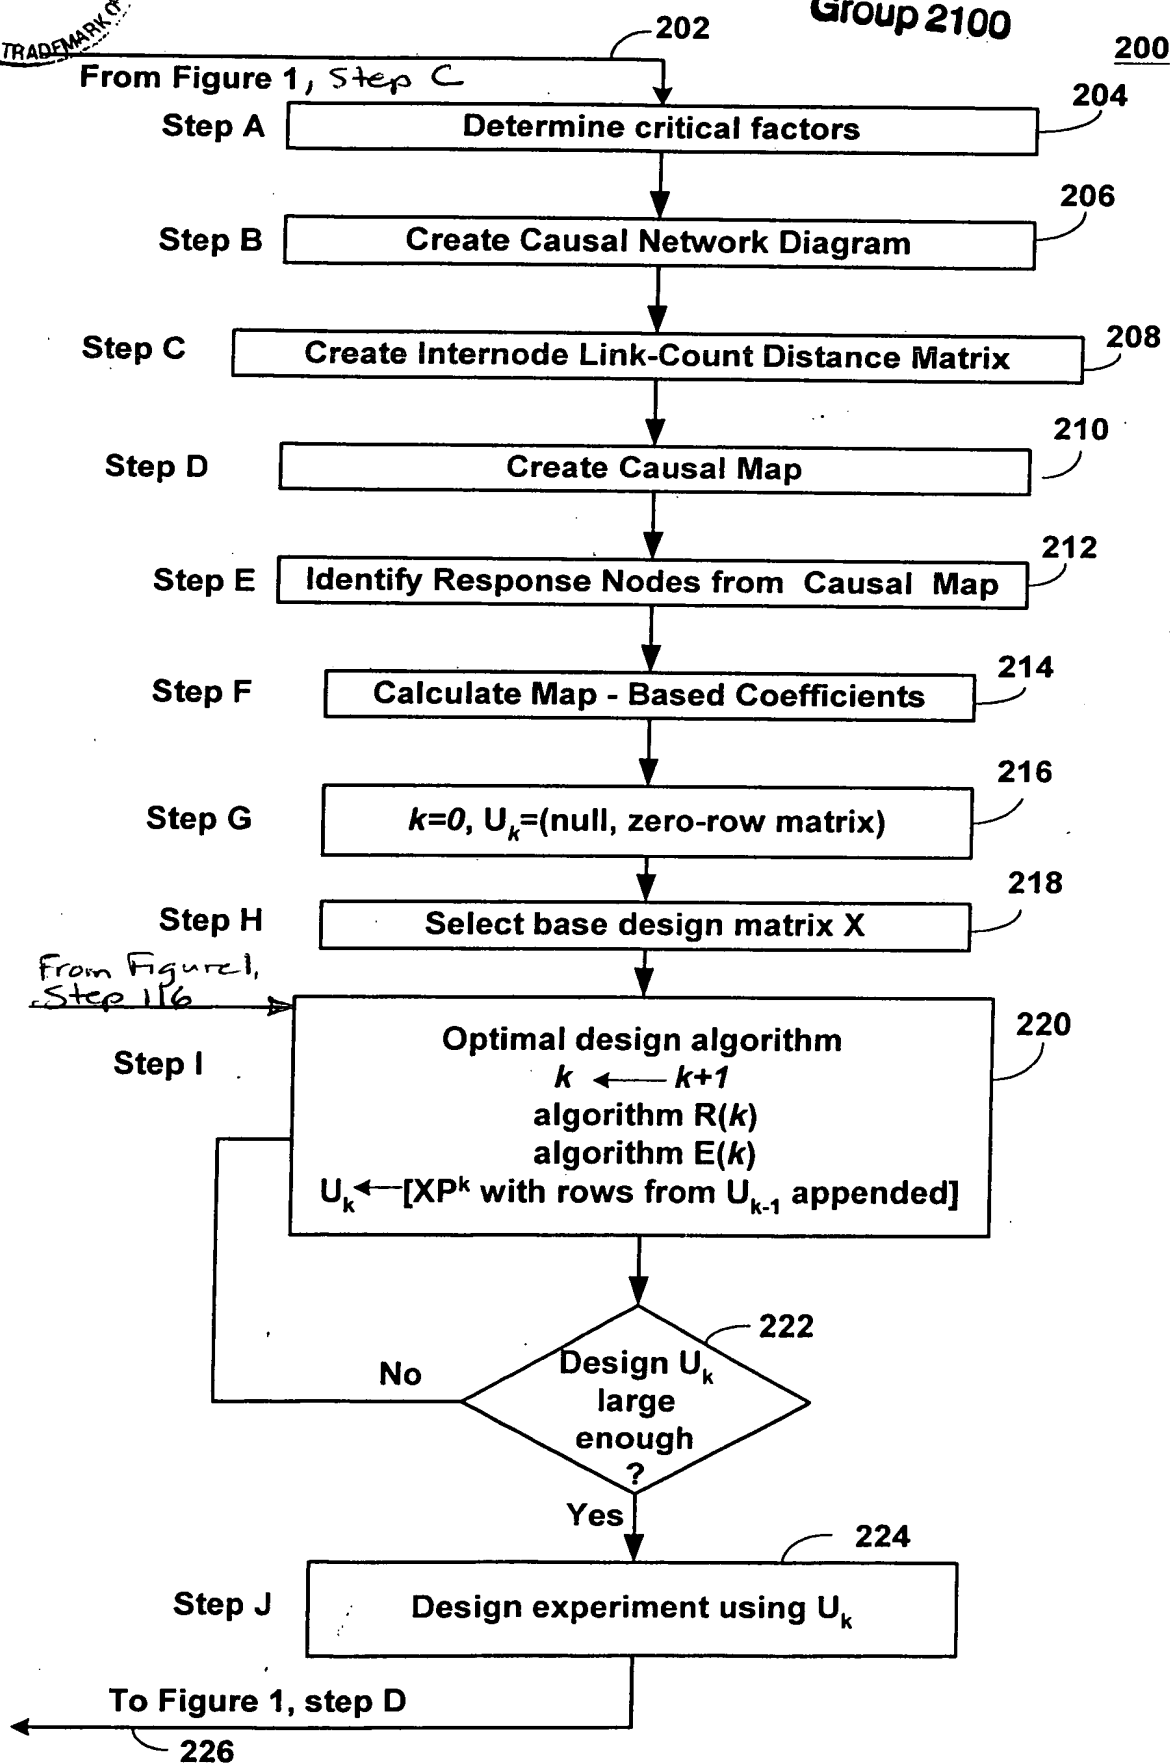 TRADEMARK
Group 2100
202
200
From Figure 1, Step C
204
Step A
Determine critical factors
206
Step B
Create Causal Network Diagram
208
Step C
Create Internode Link-Count Distance Matrix
210
Step D
Create Causal Map
212
Step E
Identify Response Nodes from Causal Map
214
Step F
Calculate Map - Based Coefficients
216
Step G
k=0, Uk=(null, zero-row matrix)
218
Step H
Select base design matrix X
From Figure 1,
Step 116
220
Step I
Optimal design algorithm
k ← k+1
algorithm R(k)
algorithm E(k)
Uk←[XPᵏ with rows from Uk-1 appended]
222
No
Design Uk
large
enough
?
Yes
224
Step J
Design experiment using Uk
To Figure 1, step D
226